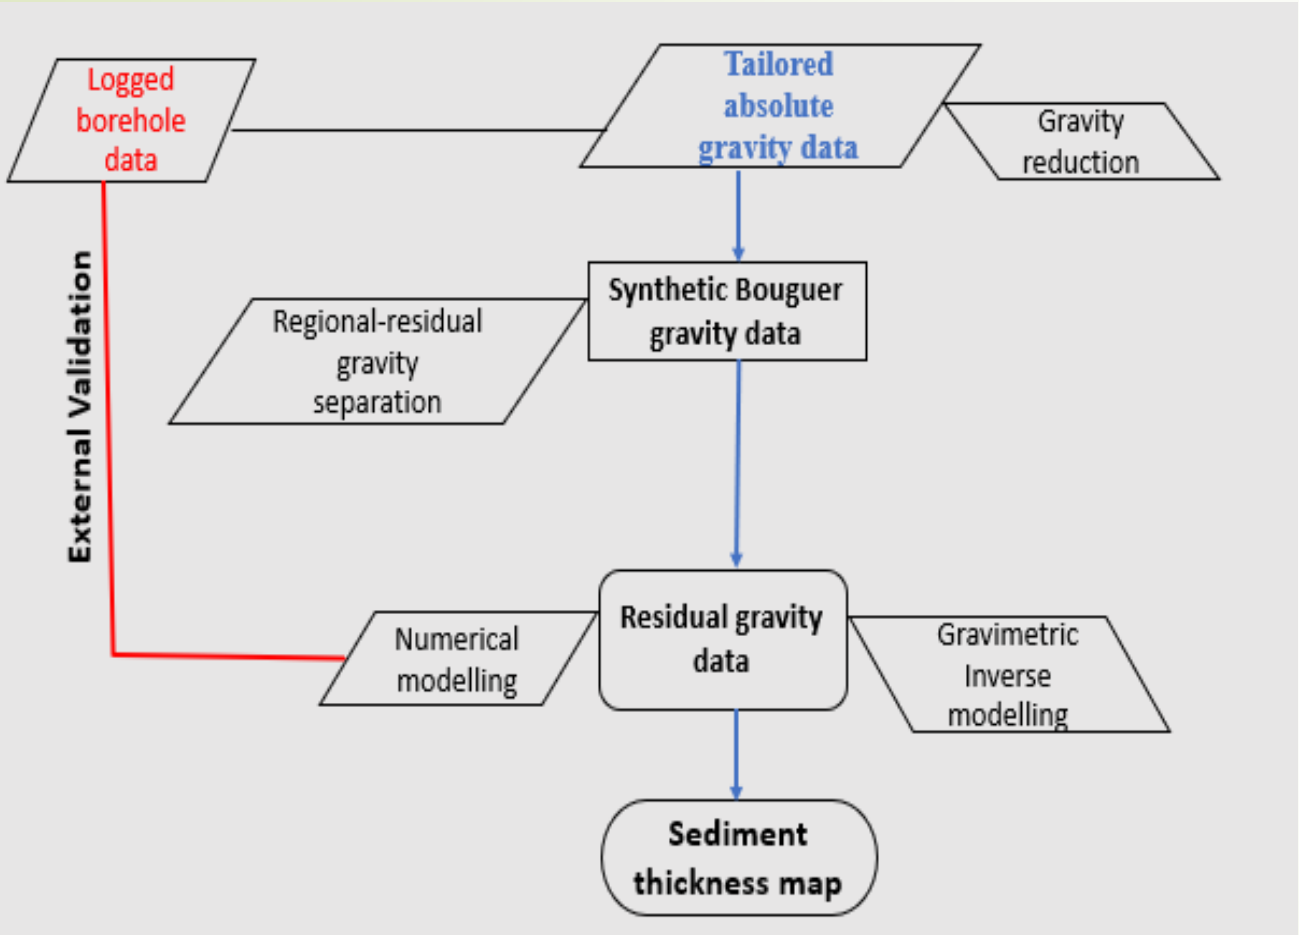 Logged
borehole
data
Tailored
absolute
gravity data
Gravity
reduction
Synthetic Bouguer
gravity data
Regional-residual
gravity
separation
External Validation
Numerical
modelling
Residual gravity
data
Gravimetric
Inverse
modelling
Sediment
thickness map